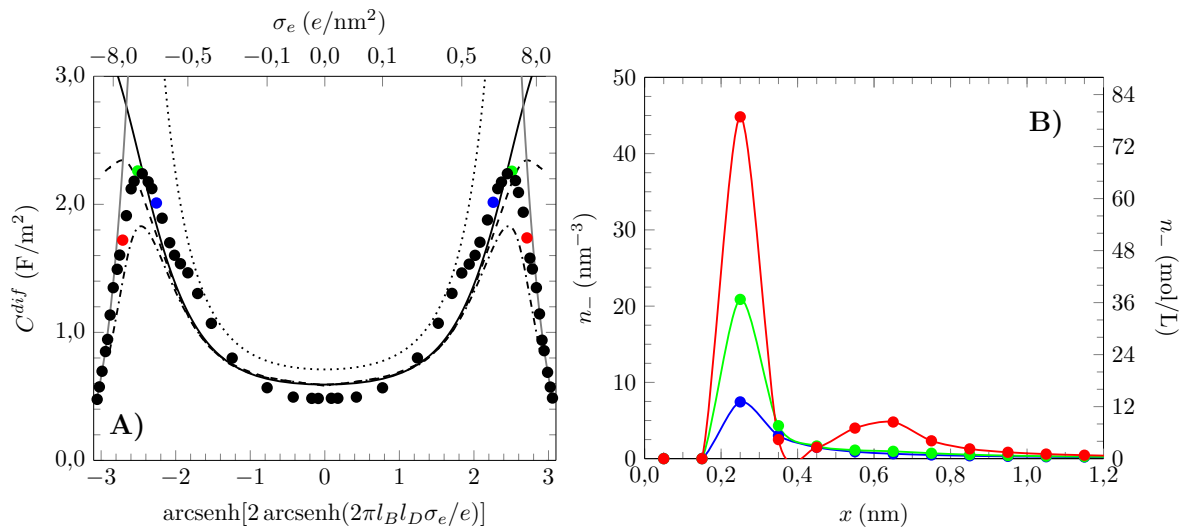 σ_e (e/nm²)
−8,0 −0,5 −0,1 0,0 0,1 0,5 8,0
3,0
2,0
1,0
0,0
C^{dif} (F/m²)
A)
−3 −2 −1 0 1 2 3
arcsenh[2 arcsenh(2πl_Bl_Dσ_e/e)]
B)
50
40
30
20
10
0
n₋ (nm⁻³)
84
72
60
48
36
24
12
0
n₋ (mol/L)
0,0 0,2 0,4 0,6 0,8 1,0 1,2
x (nm)